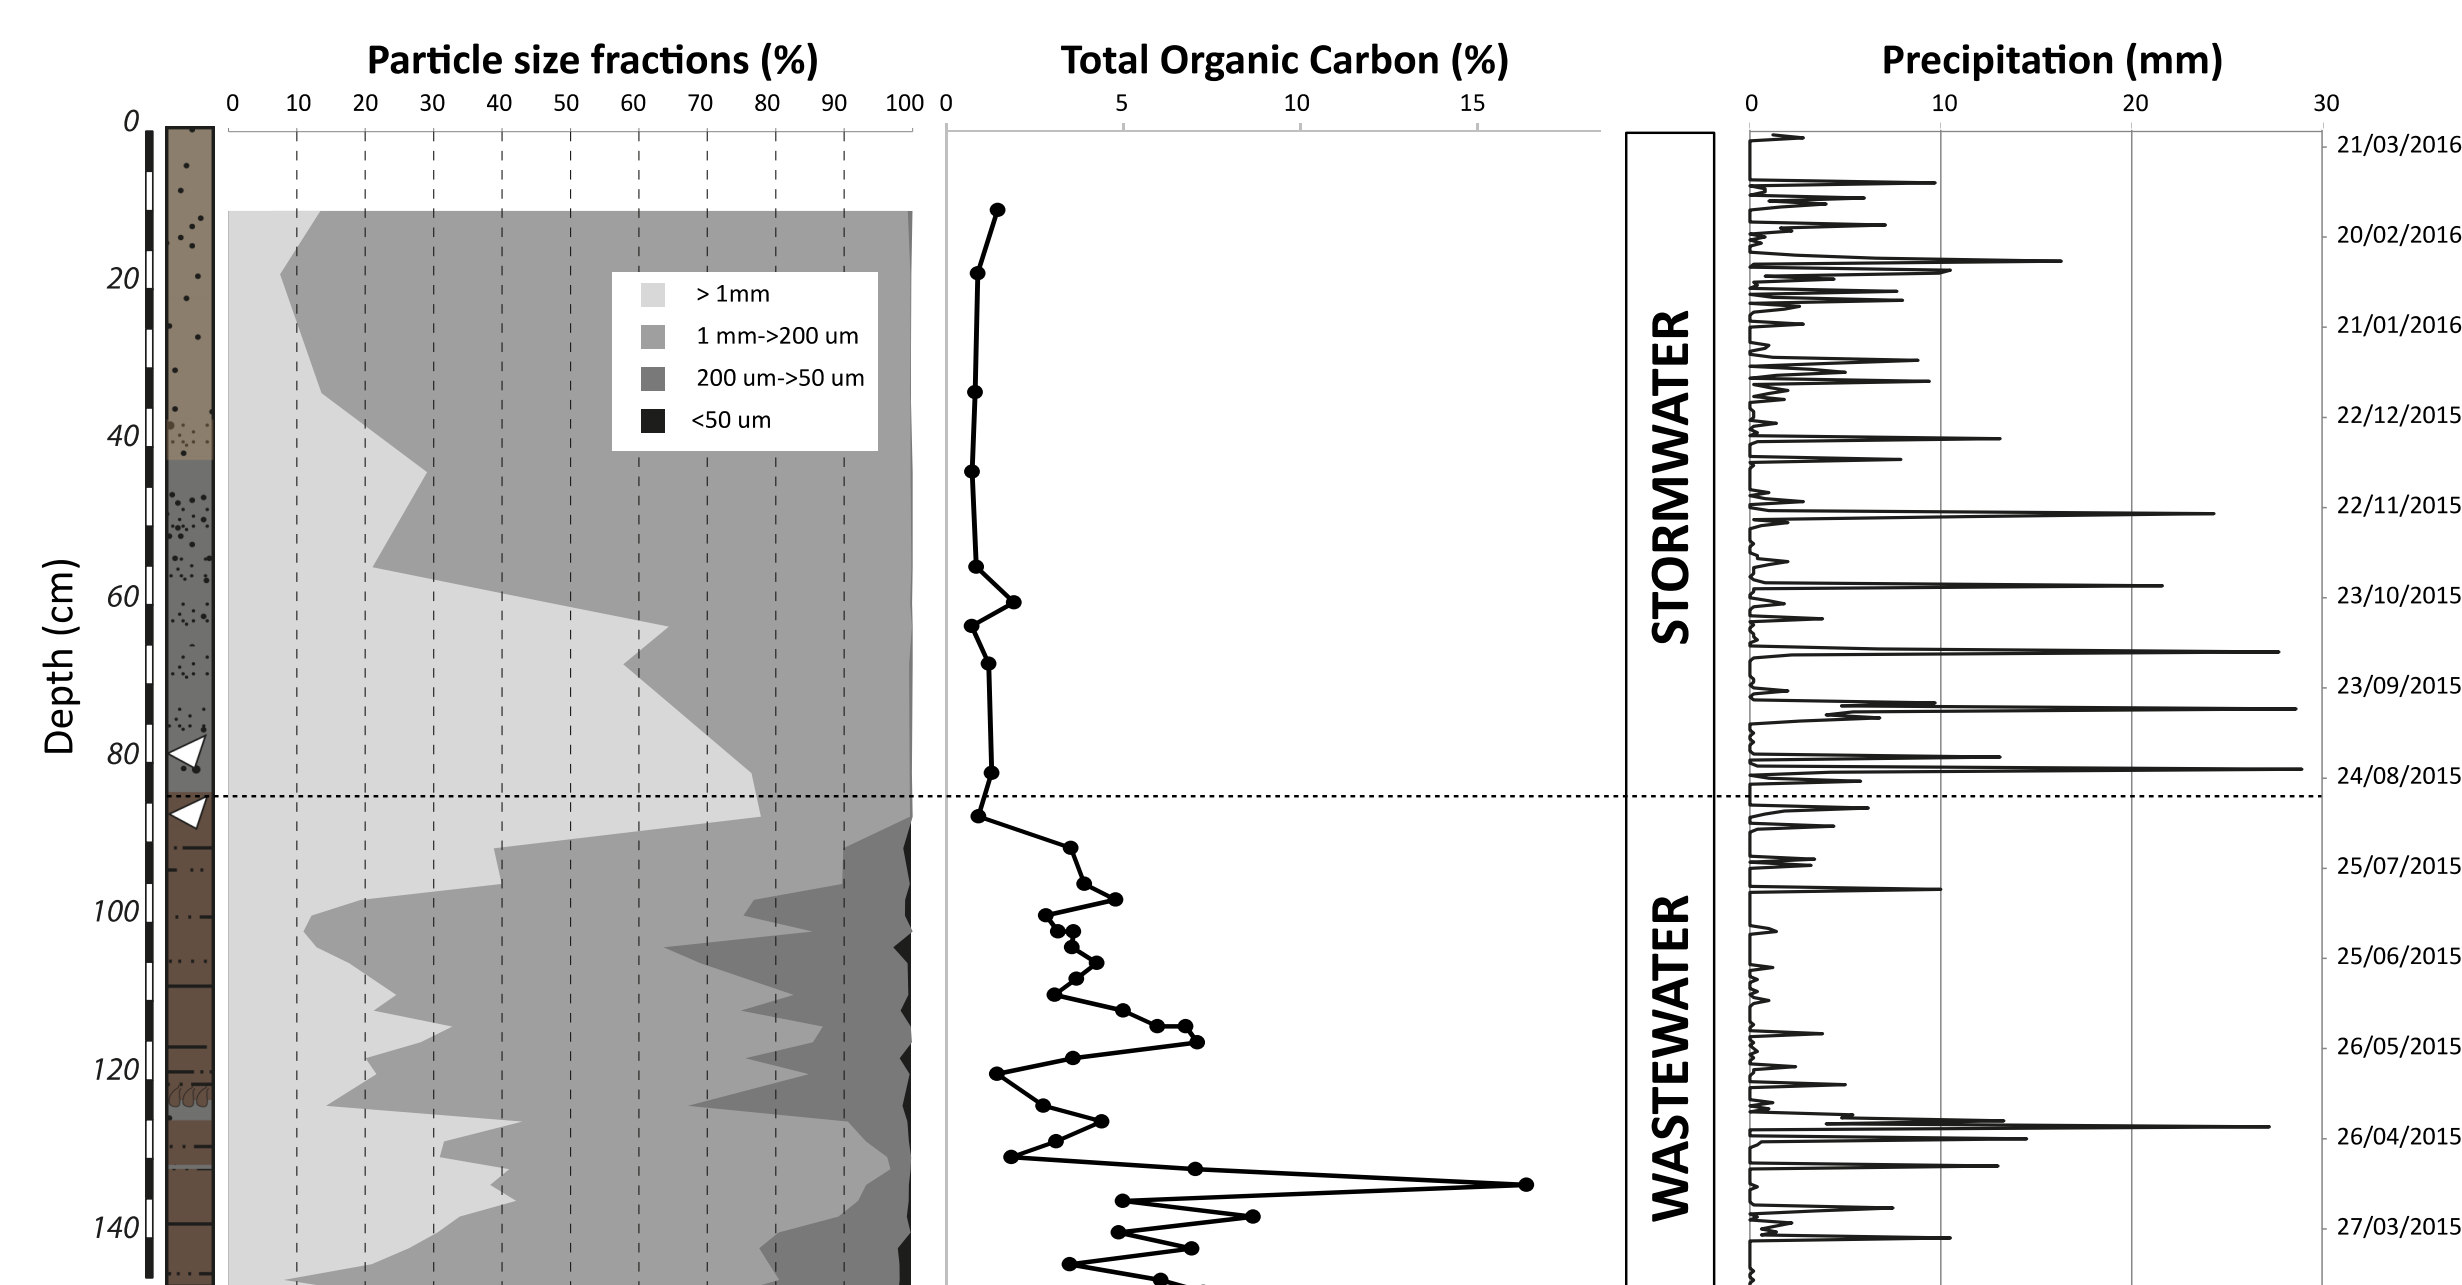 Particle size fractions (%)
Total Organic Carbon (%)
Precipitation (mm)
0 10 20 30 40 50 60 70 80 90 100
0 5 10 15
0 10 20 30
Depth (cm)
0
20
40
60
80
100
120
140
> 1mm
1 mm->200 um
200 um->50 um
<50 um
STORMWATER
WASTEWATER
21/03/2016
20/02/2016
21/01/2016
22/12/2015
22/11/2015
23/10/2015
23/09/2015
24/08/2015
25/07/2015
25/06/2015
26/05/2015
26/04/2015
27/03/2015